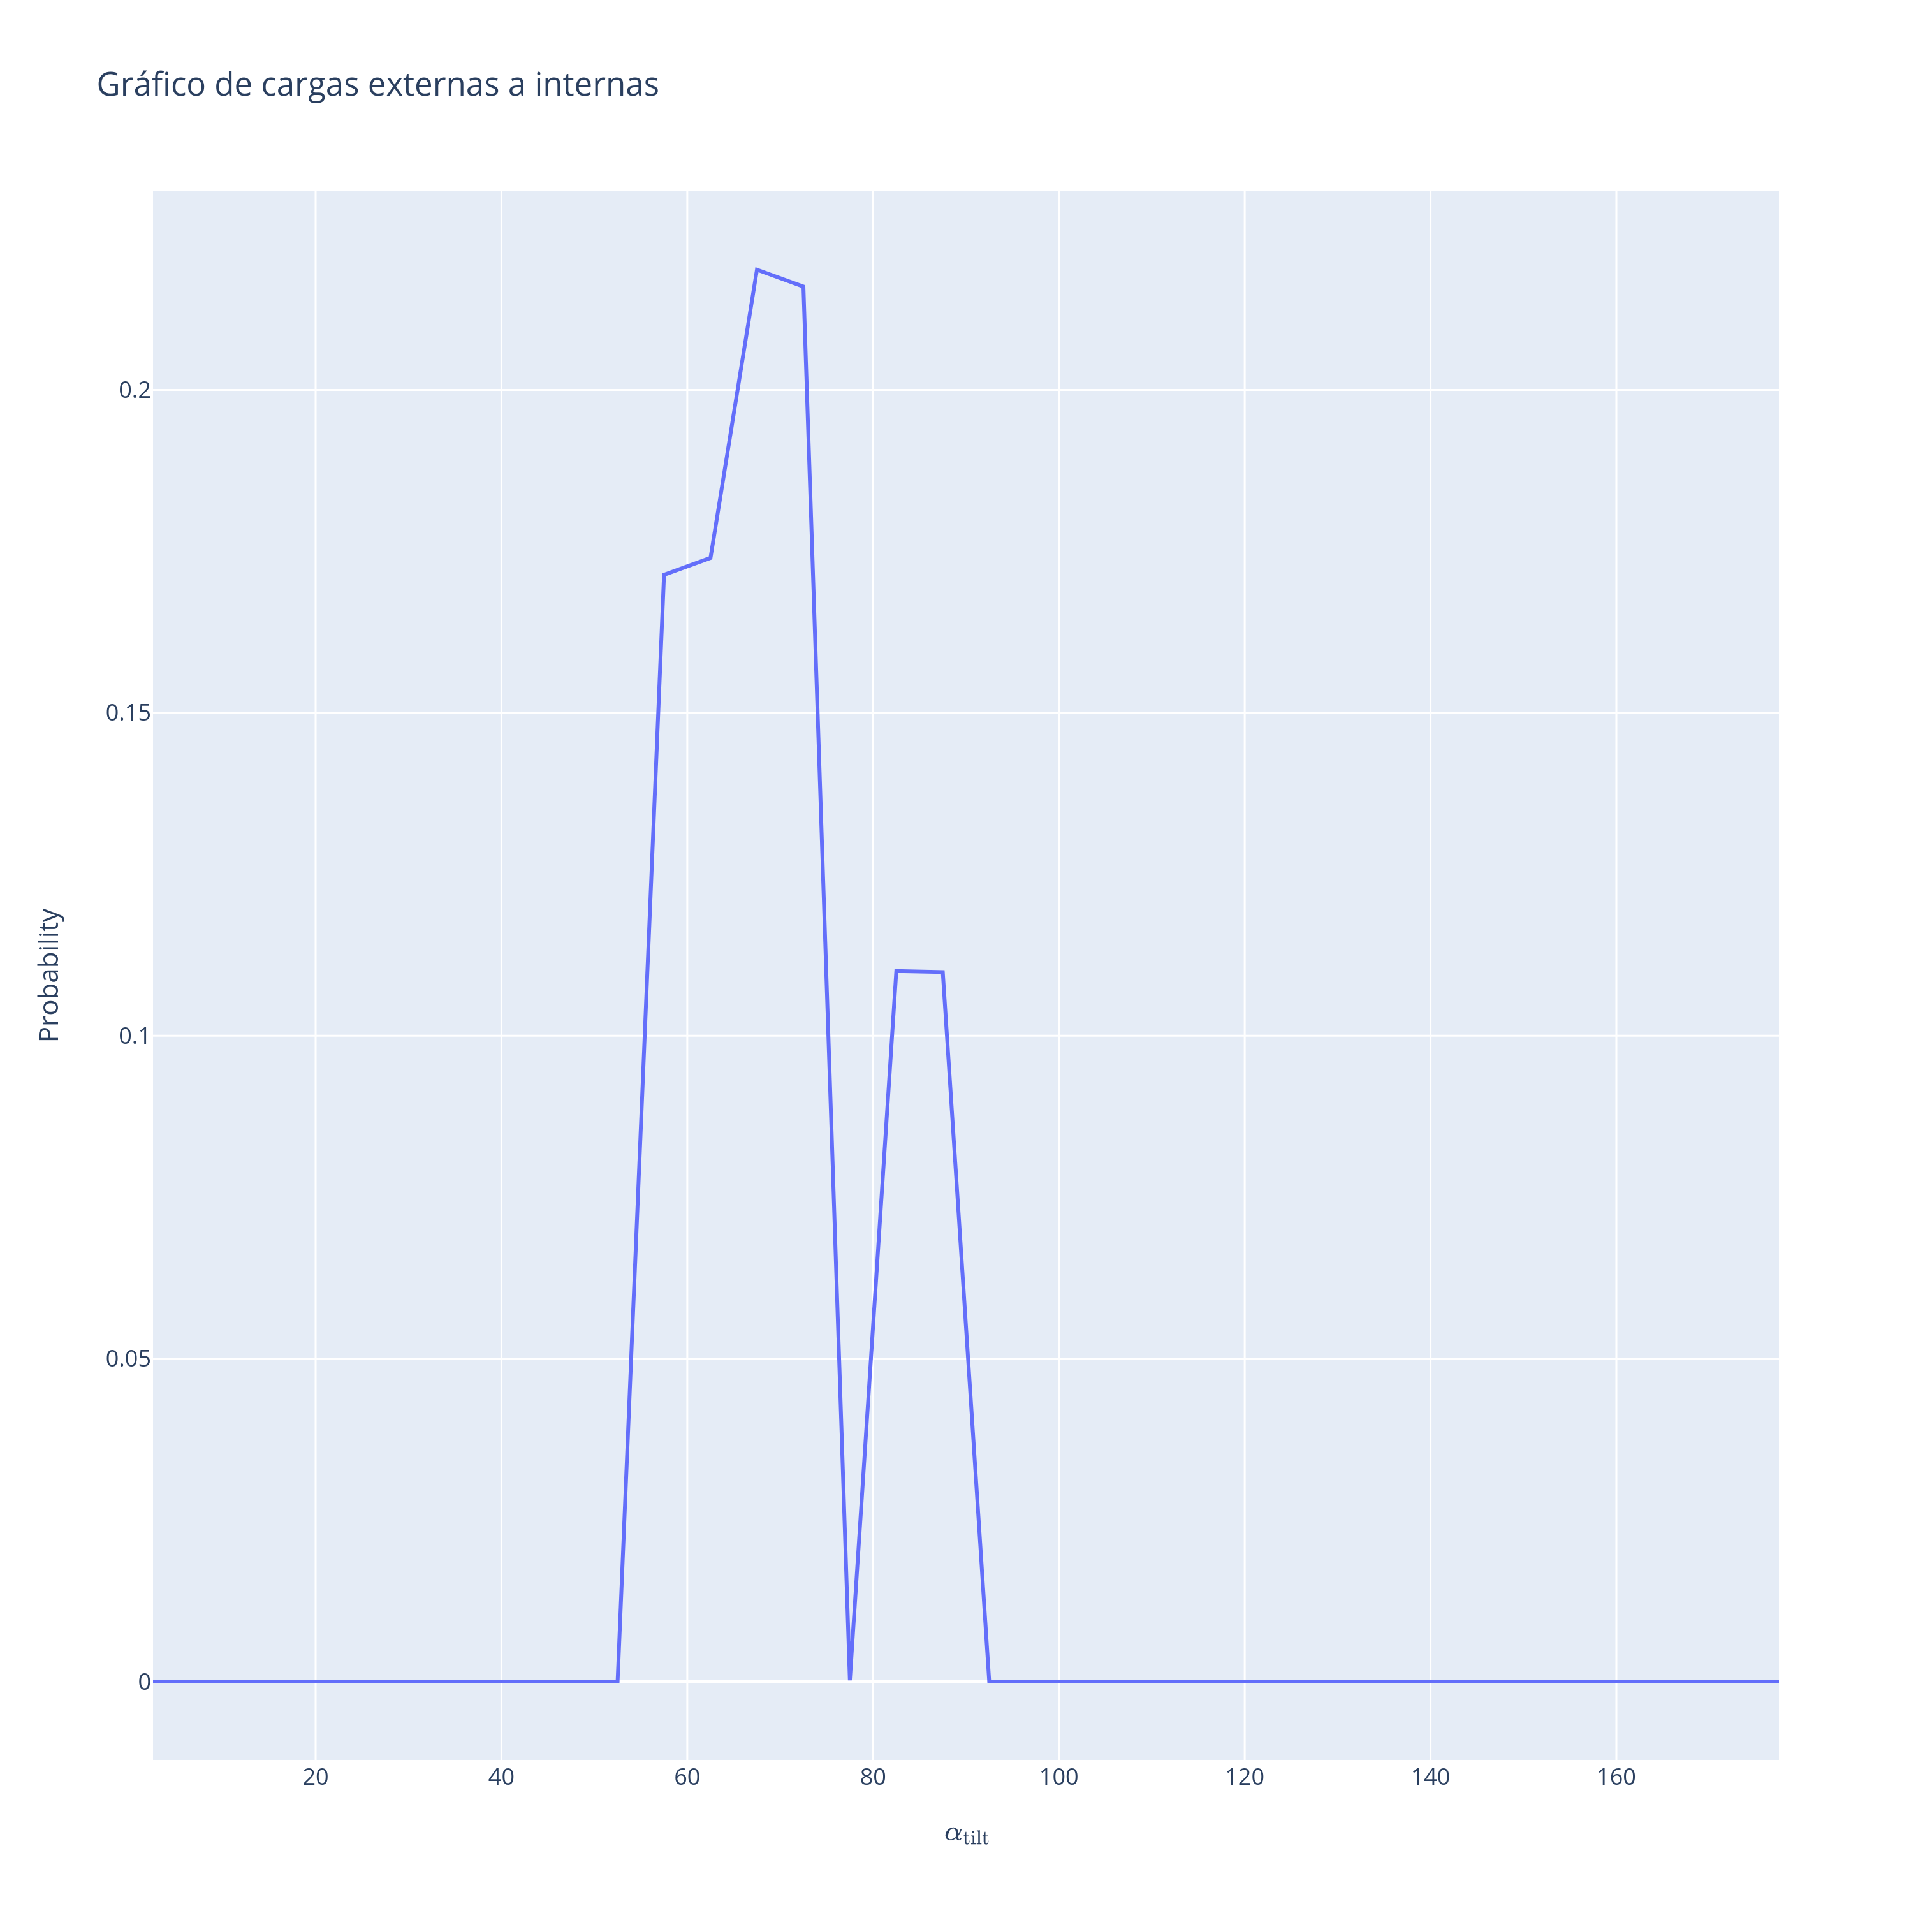 Gráfico de cargas externas a internas
Probability
0.2
0.15
0.1
0.05
0
20 40 60 80 100 120 140 160
α_tilt